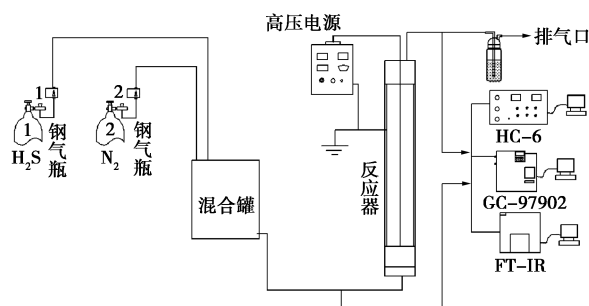 高压电源
排气口
1
2
1
2
H₂S
钢气瓶
N₂
钢气瓶
混合罐
反应器
HC-6
GC-97902
FT-IR